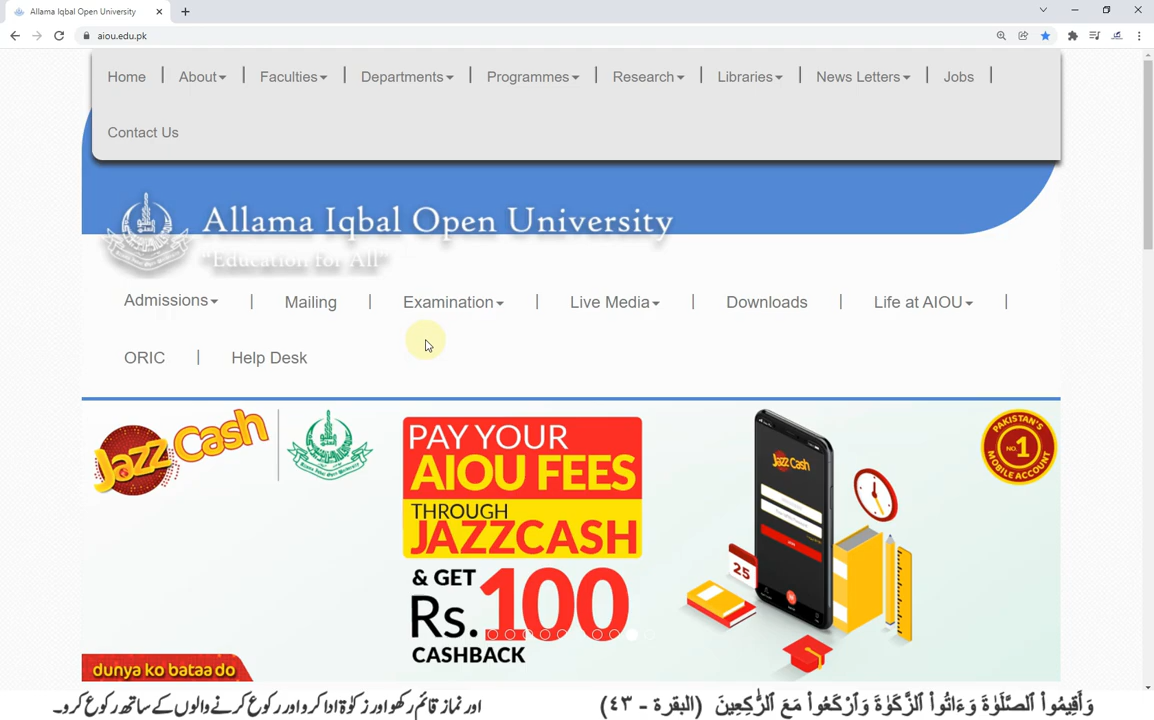 Allama Iqbal Open University
aiou.edu.pk
Home | About | Faculties | Departments | Programmes | Research | Libraries | News Letters | Jobs |
Contact Us
Allama Iqbal Open University
"Education for All"
Admissions | Mailing | Examination | Live Media | Downloads | Life at AIOU |
ORIC | Help Desk
JazzCash
PAY YOUR
AIOU FEES
THROUGH
JAZZCASH
& GET
Rs.100
CASHBACK
dunya ko bataa do
JazzCash
25
PAKISTAN'S
NO.1
MOBILE ACCOUNT
وَأَقِيمُوا۟ ٱلصَّلَوٰةَ وَءَاتُوا۟ ٱلزَّكَوٰةَ وَٱرْكَعُوا۟ مَعَ ٱلرَّٰكِعِينَ (البقرة - ٤٣)
اور نماز قائم رکھو اور زکوٰۃ ادا کرو اور رکوع کرنے والوں کے ساتھ رکوع کرو۔